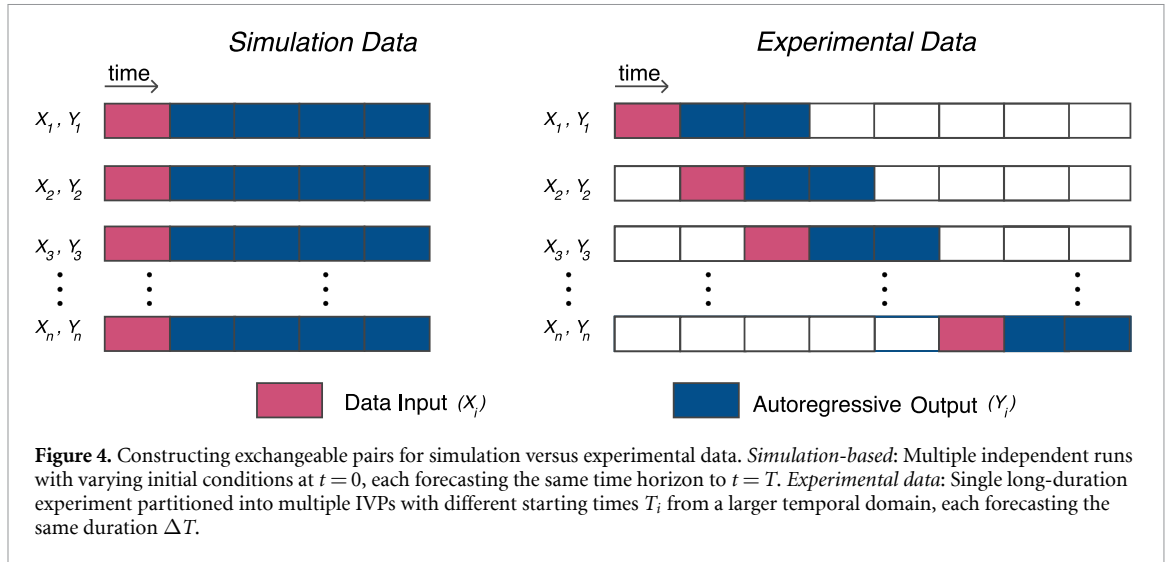 Simulation Data
Experimental Data
time
time
X1, Y1
X1, Y1
X2, Y2
X2, Y2
X3, Y3
X3, Y3
Xn, Yn
Xn, Yn
Data Input (Xi)
Autoregressive Output (Yi)
Figure 4. Constructing exchangeable pairs for simulation versus experimental data. Simulation-based: Multiple independent runs
with varying initial conditions at t = 0, each forecasting the same time horizon to t = T. Experimental data: Single long-duration
experiment partitioned into multiple IVPs with different starting times Ti from a larger temporal domain, each forecasting the
same duration ΔT.